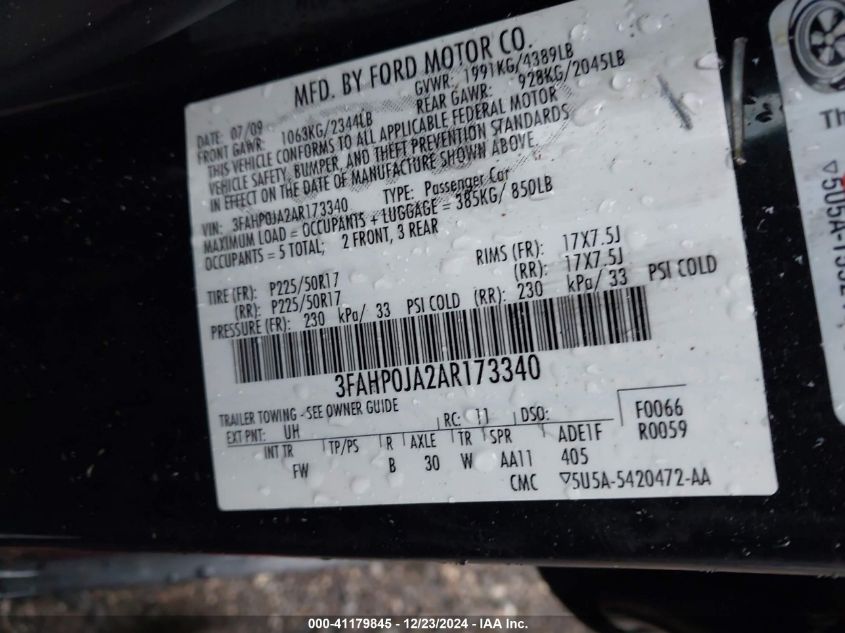 MFD. BY FORD MOTOR CO.
DATE: 07/09 GVWR: 1991KG/4389LB
FRONT GAWR: 1063KG/2344LB REAR GAWR: 928KG/2045LB
THIS VEHICLE CONFORMS TO ALL APPLICABLE FEDERAL MOTOR
VEHICLE SAFETY, BUMPER, AND THEFT PREVENTION STANDARDS
IN EFFECT ON THE DATE OF MANUFACTURE SHOWN ABOVE.
VIN: 3FAHP0JA2AR173340 TYPE: Passenger Car
MAXIMUM LOAD = OCCUPANTS + LUGGAGE = 385KG/ 850LB
OCCUPANTS = 5 TOTAL; 2 FRONT, 3 REAR
TIRE (FR): P225/50R17 RIMS (FR): 17X7.5J
(RR): P225/50R17 (RR): 17X7.5J
PRESSURE (FR): 230 kPa/ 33 PSI COLD (RR): 230 kPa/ 33 PSI COLD
3FAHP0JA2AR173340
TRAILER TOWING - SEE OWNER GUIDE
EXT PNT: UH RC: 11 DSO: F0066
INT TR TP/PS R AXLE TR SPR ADE1F R0059
FW B 30 W AA11 405
CMC ▽5U5A-5420472-AA
Th
000-41179845 - 12/23/2024 - IAA Inc.